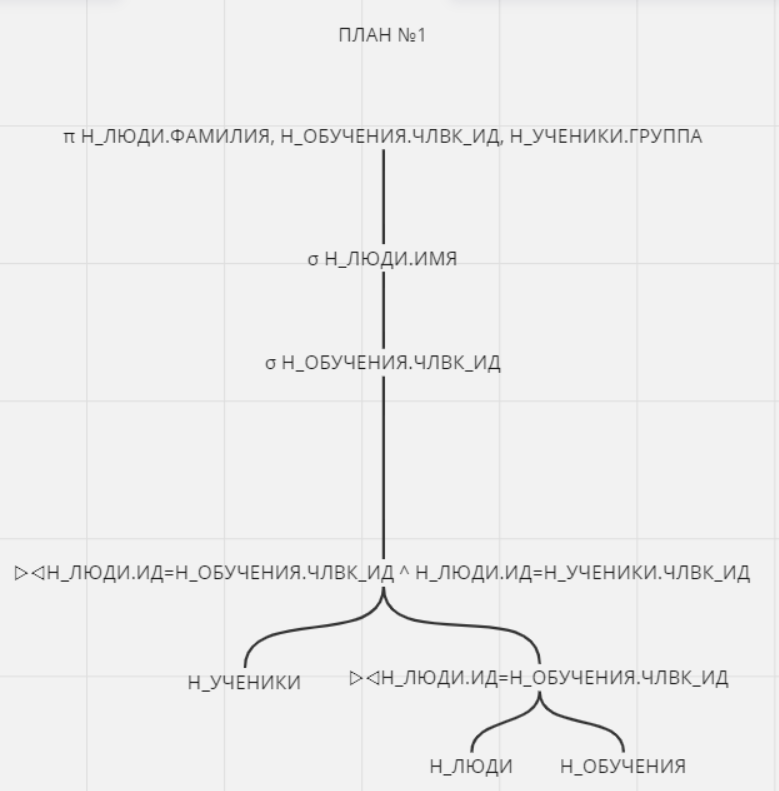 ПЛАН №1
π Н_ЛЮДИ.ФАМИЛИЯ, Н_ОБУЧЕНИЯ.ЧЛВК_ИД, Н_УЧЕНИКИ.ГРУППА
σ Н_ЛЮДИ.ИМЯ
σ Н_ОБУЧЕНИЯ.ЧЛВК_ИД
▷◁Н_ЛЮДИ.ИД=Н_ОБУЧЕНИЯ.ЧЛВК_ИД ^ Н_ЛЮДИ.ИД=Н_УЧЕНИКИ.ЧЛВК_ИД
Н_УЧЕНИКИ
▷◁Н_ЛЮДИ.ИД=Н_ОБУЧЕНИЯ.ЧЛВК_ИД
Н_ЛЮДИ
Н_ОБУЧЕНИЯ